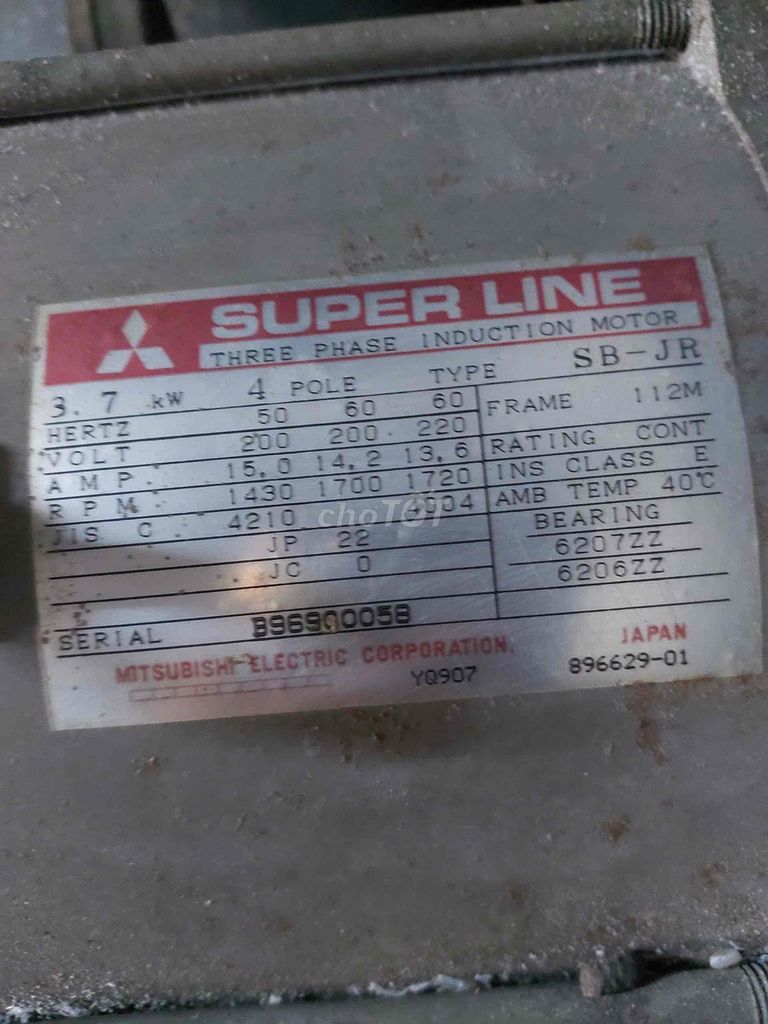 SUPER LINE
THREE PHASE INDUCTION MOTOR
3.7 kW 4 POLE TYPE SB-JR
HERTZ 50 60 60 FRAME 112M
VOLT 200 200 220 RATING CONT
AMP. 15.0 14.2 13.6 INS CLASS E
RPM 1430 1700 1720 AMB TEMP 40℃
JIS C 4210 4004 BEARING
JP 22 6207ZZ
JC 0 6206ZZ
SERIAL B96900058
MITSUBISHI ELECTRIC CORPORATION, JAPAN
YQ907 896629-01
choTOT